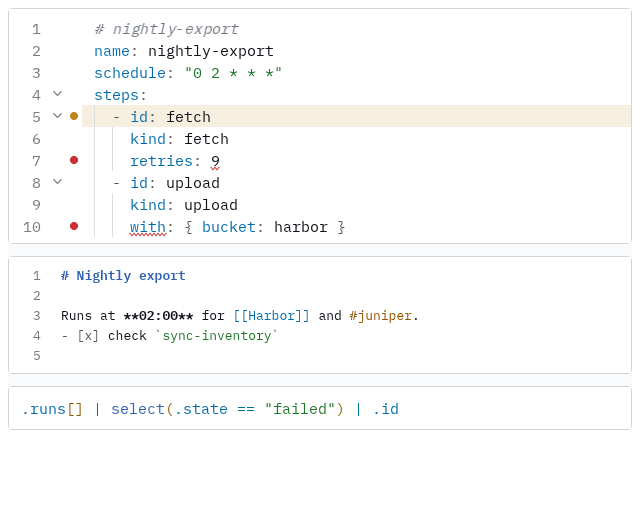 1 # nightly-export
2 name: nightly-export
3 schedule: "0 2 * * *"
4 steps:
5 - id: fetch
6 kind: fetch
7 retries: 9
8 - id: upload
9 kind: upload
10 with: { bucket: harbor }
1 # Nightly export
2
3 Runs at **02:00** for [[Harbor]] and #juniper.
4 - [x] check `sync-inventory`
5
.runs[] | select(.state == "failed") | .id